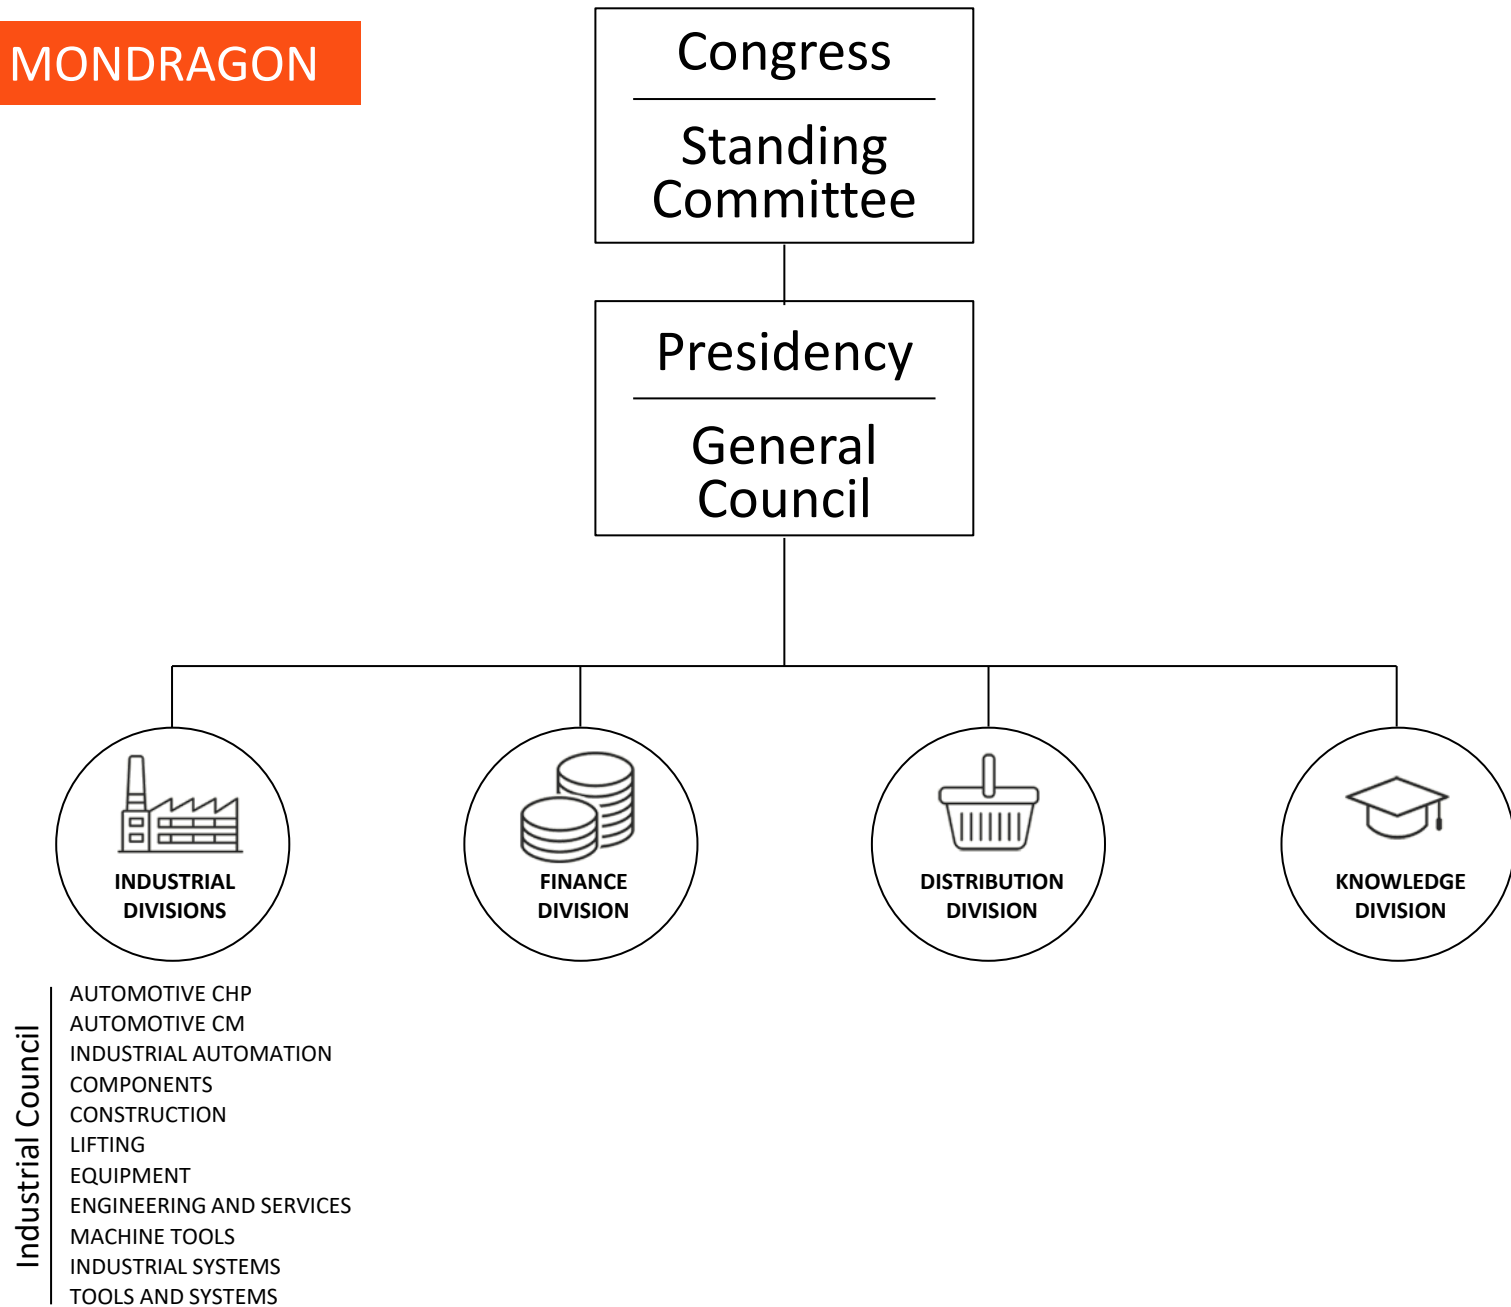 MONDRAGON
Congress
Standing
Committee
Presidency
General
Council
INDUSTRIAL
DIVISIONS
FINANCE
DIVISION
DISTRIBUTION
DIVISION
KNOWLEDGE
DIVISION
Industrial Council
AUTOMOTIVE CHP
AUTOMOTIVE CM
INDUSTRIAL AUTOMATION
COMPONENTS
CONSTRUCTION
LIFTING
EQUIPMENT
ENGINEERING AND SERVICES
MACHINE TOOLS
INDUSTRIAL SYSTEMS
TOOLS AND SYSTEMS